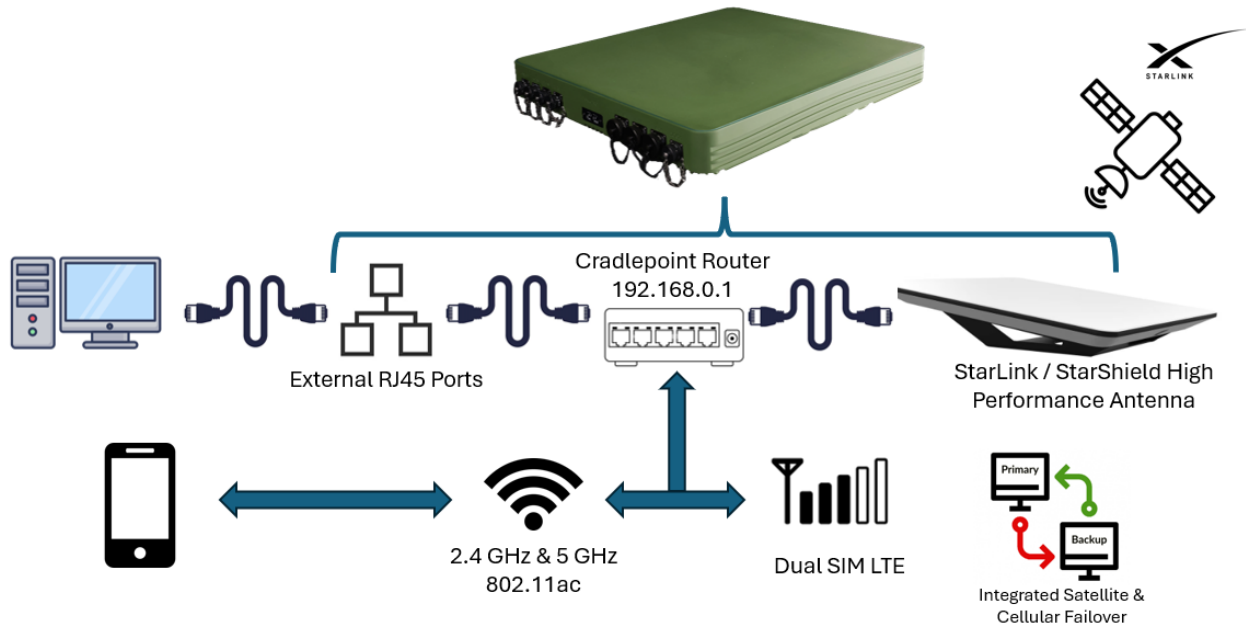 STARLINK
Cradlepoint Router
192.168.0.1
External RJ45 Ports
StarLink / StarShield High
Performance Antenna
2.4 GHz & 5 GHz
802.11ac
Dual SIM LTE
Primary
Backup
Integrated Satellite &
Cellular Failover